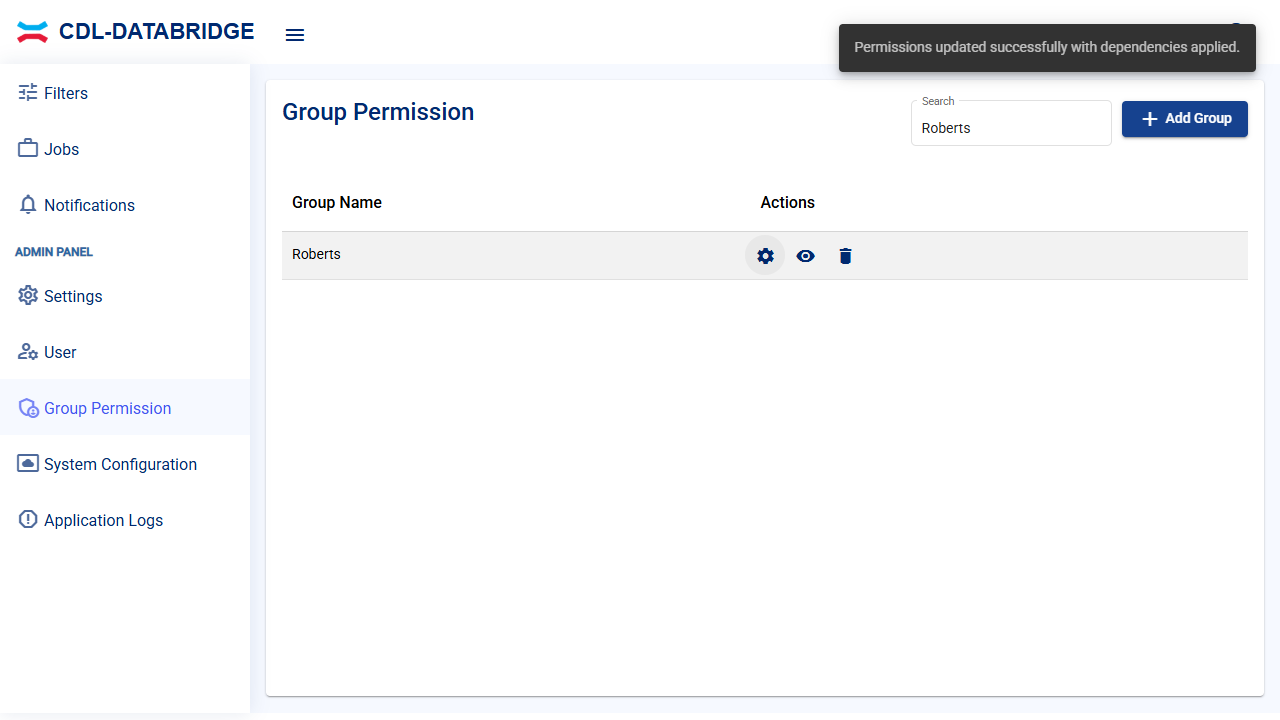 CDL-DATABRIDGE
Permissions updated successfully with dependencies applied.
Filters
Jobs
Notifications
ADMIN PANEL
Settings
User
Group Permission
System Configuration
Application Logs
Group Permission
Search
Roberts
Add Group
Group Name Actions
Roberts